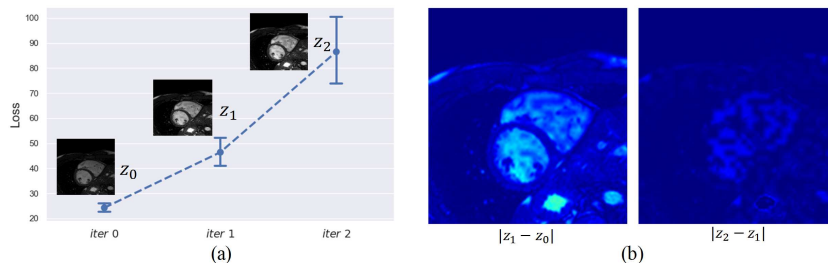 100
90
z₂
80
70
60
z₁
50
40
z₀
30
20
Loss
iter 0
iter 1
iter 2
(a)
|z₁ − z₀|
|z₂ − z₁|
(b)